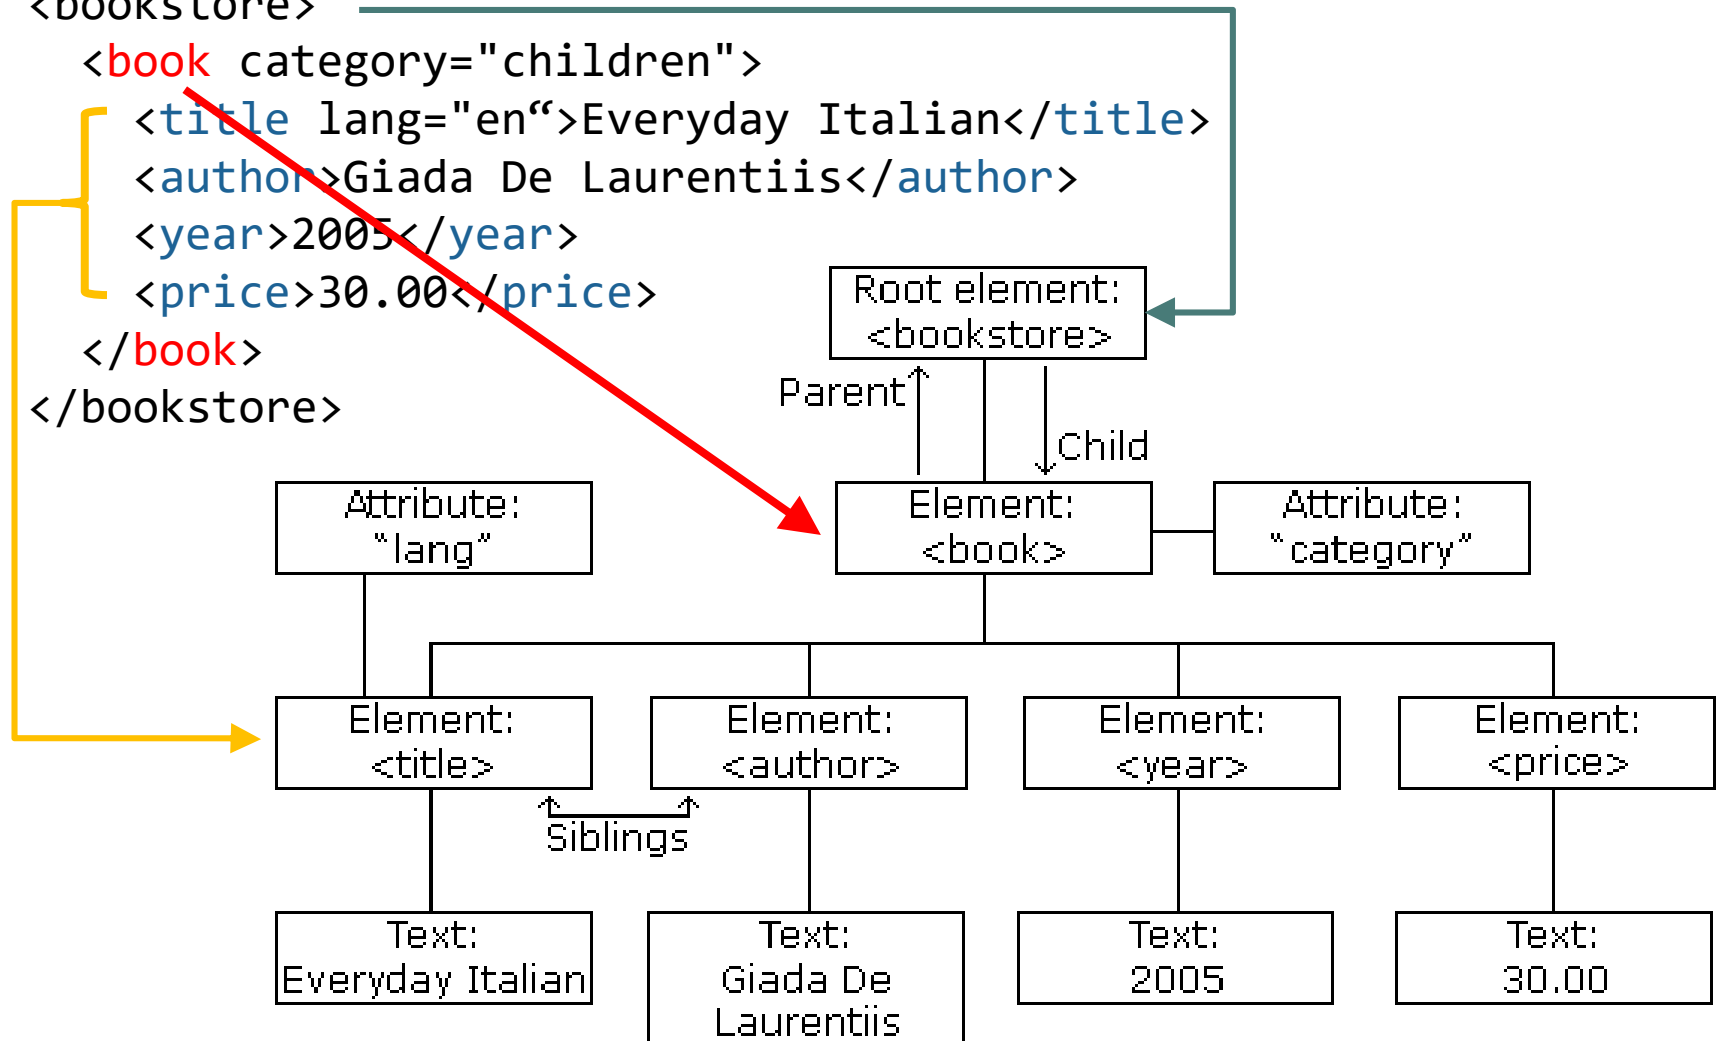 <bookstore>
<book category="children">
<title lang="en“>Everyday Italian</title>
<author>Giada De Laurentiis</author>
<year>2005</year>
<price>30.00</price>
</book>
</bookstore>
Root element:
<bookstore>
Parent
Child
Attribute:
"lang"
Element:
<book>
Attribute:
"category"
Element:
<title>
Element:
<author>
Element:
<year>
Element:
<price>
Siblings
Text:
Everyday Italian
Text:
Giada De
Laurentiis
Text:
2005
Text:
30.00